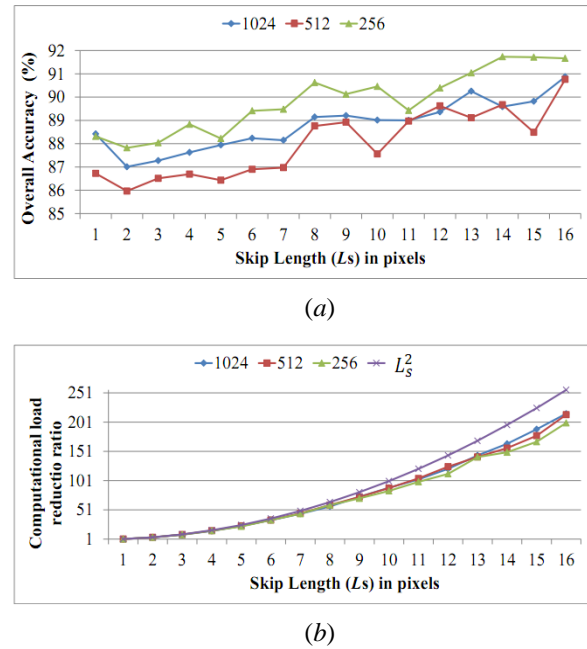 1024 512 256
Overall Accuracy (%)
92
91
90
89
88
87
86
85
1 2 3 4 5 6 7 8 9 10 11 12 13 14 15 16
Skip Length (Ls) in pixels
(a)
1024 512 256 L_s^2
Computational load
reductio ratio
251
201
151
101
51
1
1 2 3 4 5 6 7 8 9 10 11 12 13 14 15 16
Skip Length (Ls) in pixels
(b)